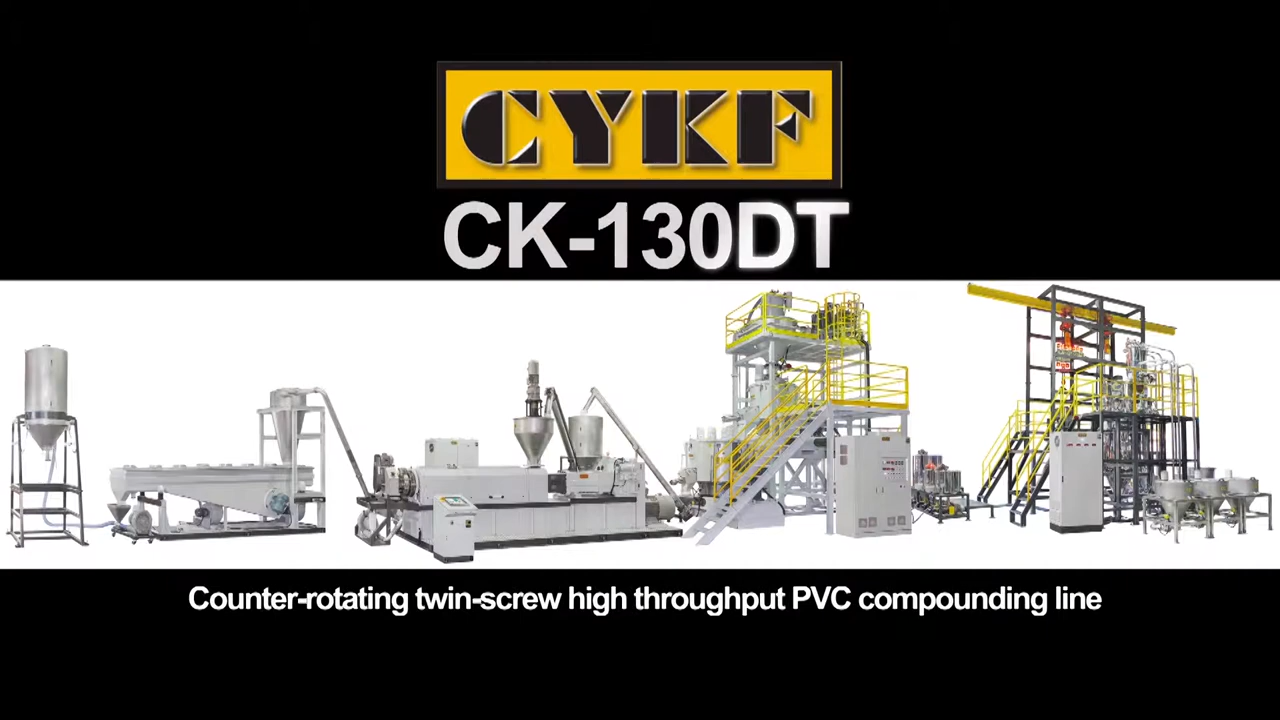 CYKF
CK-130DT
Counter-rotating twin-screw high throughput PVC compounding line